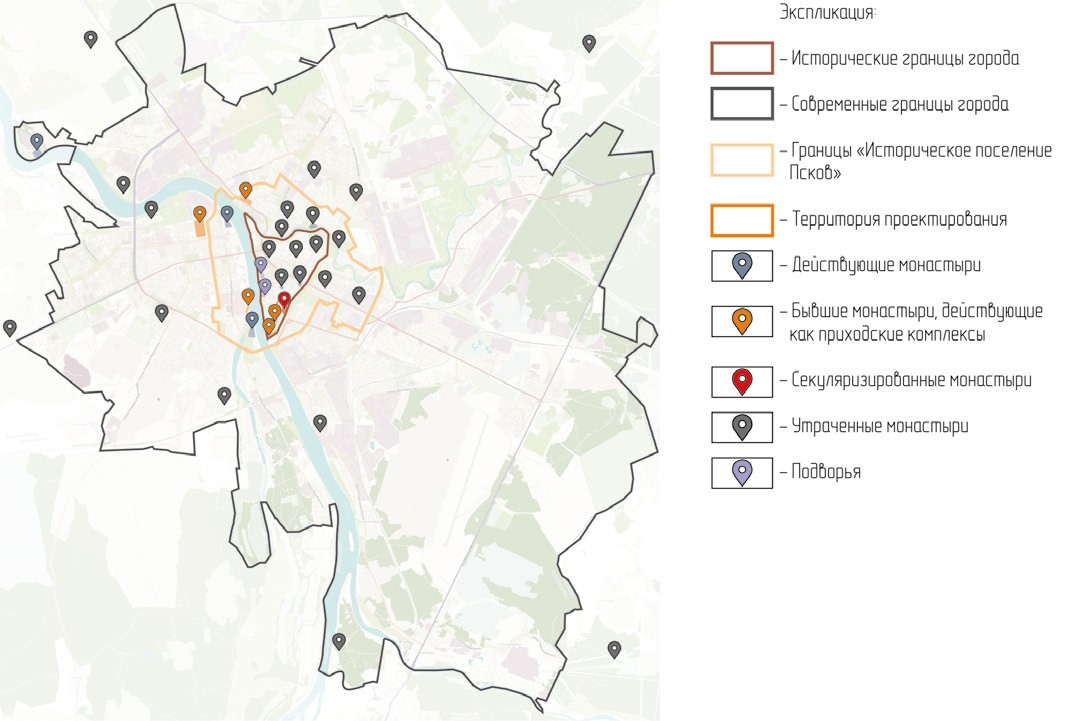 Экспликация:
– Исторические границы города
– Современные границы города
– Границы «Историческое поселение
Псков»
– Территория проектирования
– Действующие монастыри
– Бывшие монастыри, действующие
как приходские комплексы
– Секуляризированные монастыри
– Утраченные монастыри
– Подворья